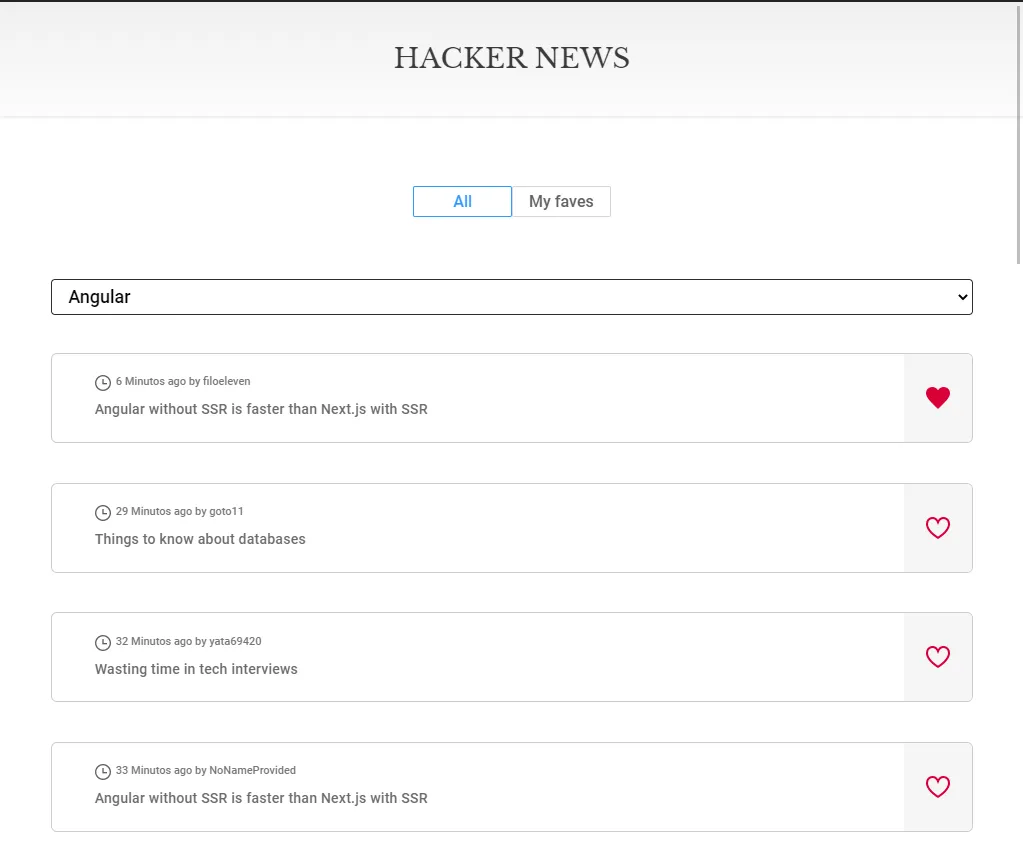 HACKER NEWS
All
My faves
Angular
6 Minutos ago by filoeleven
Angular without SSR is faster than Next.js with SSR
29 Minutos ago by goto11
Things to know about databases
32 Minutos ago by yata69420
Wasting time in tech interviews
33 Minutos ago by NoNameProvided
Angular without SSR is faster than Next.js with SSR